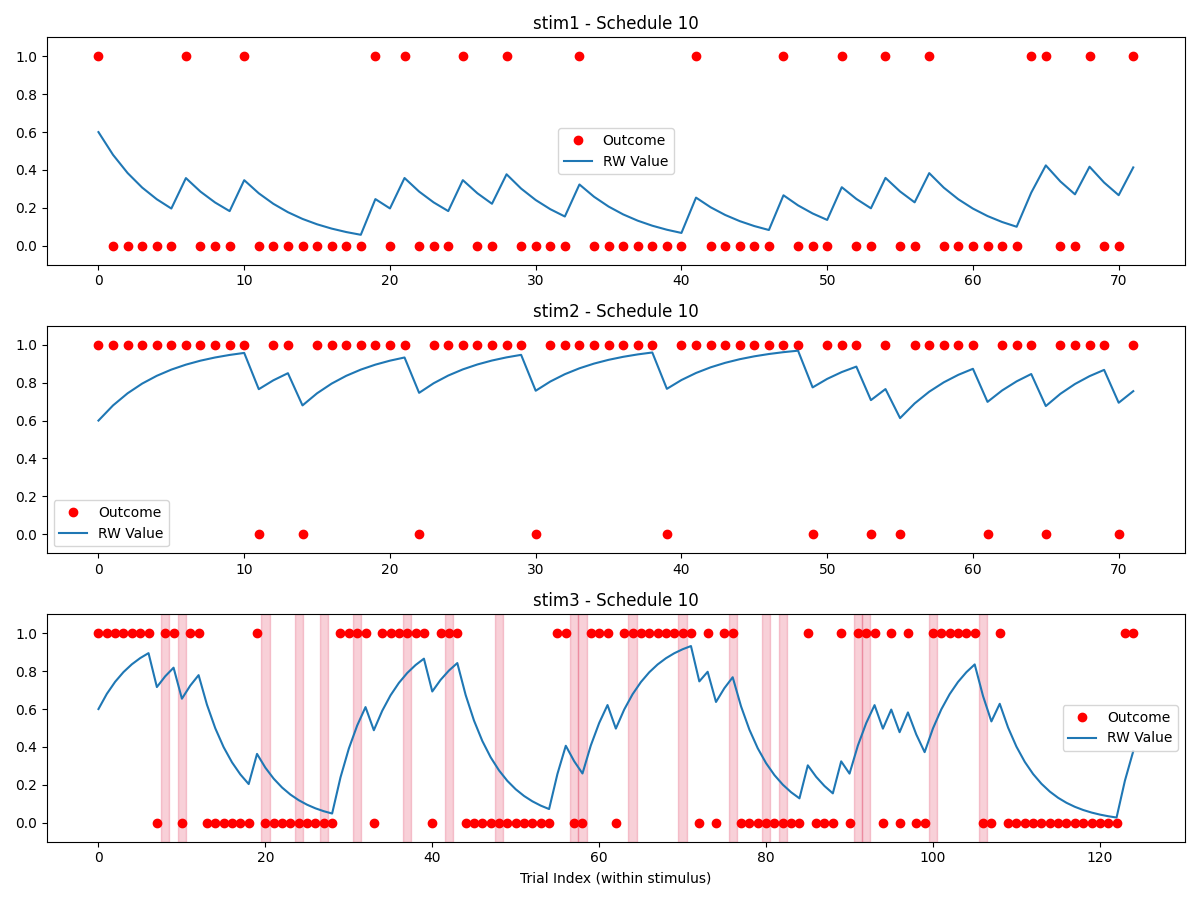 stim1 - Schedule 10
1.0
0.8
0.6
0.4
0.2
0.0
Outcome
RW Value
0 10 20 30 40 50 60 70
stim2 - Schedule 10
1.0
0.8
0.6
0.4
0.2
0.0
Outcome
RW Value
0 10 20 30 40 50 60 70
stim3 - Schedule 10
1.0
0.8
0.6
0.4
0.2
0.0
Outcome
RW Value
0 20 40 60 80 100 120
Trial Index (within stimulus)